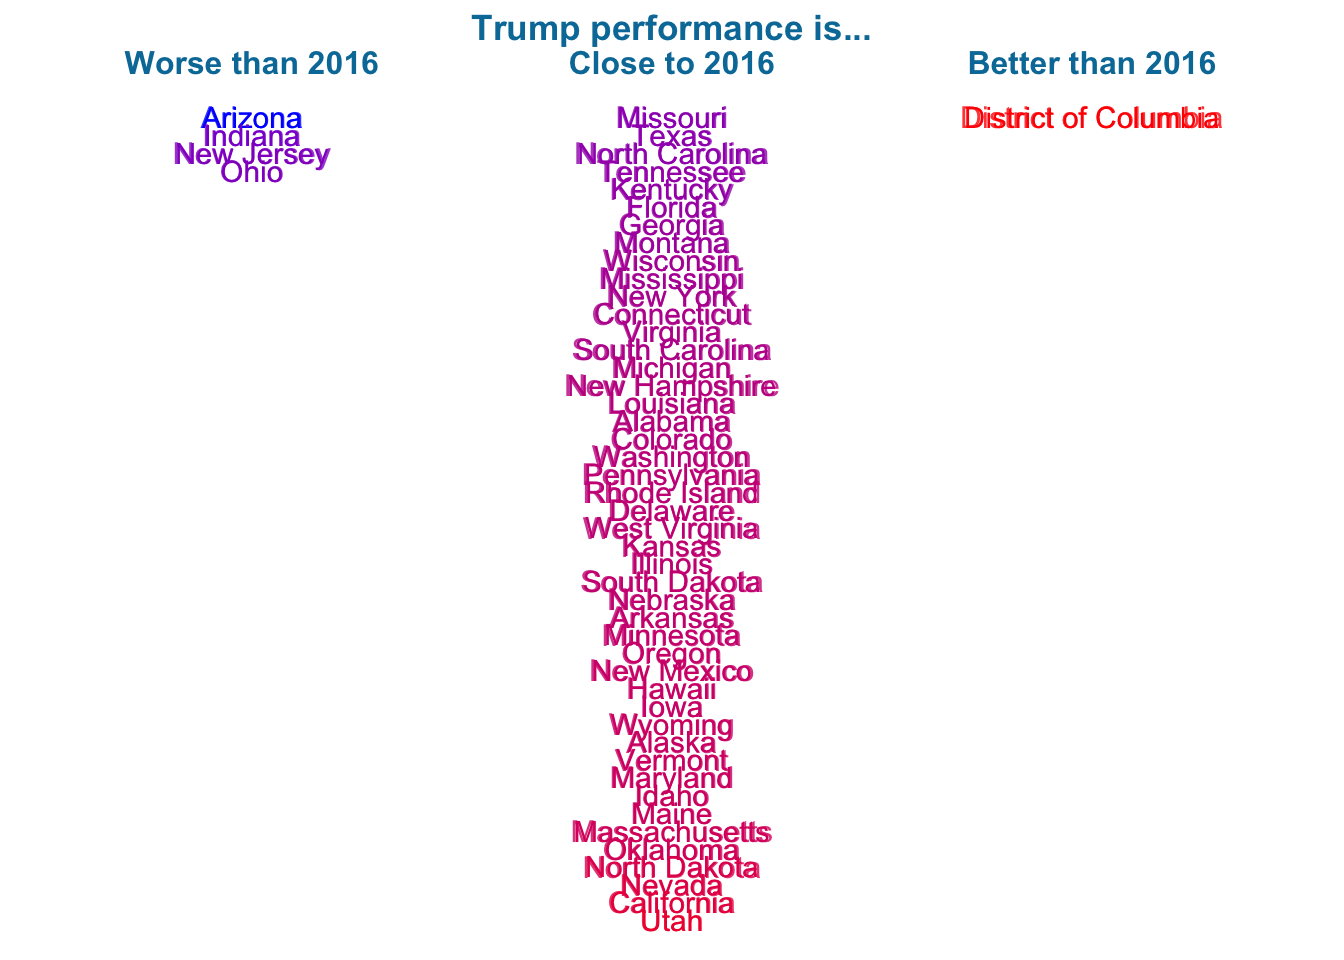 Trump performance is...
Worse than 2016
Close to 2016
Better than 2016
Arizona
Indiana
New Jersey
Ohio
Missouri
Texas
North Carolina
Tennessee
Kentucky
Florida
Georgia
Montana
Wisconsin
Mississippi
New York
Connecticut
Virginia
South Carolina
Michigan
New Hampshire
Louisiana
Alabama
Colorado
Washington
Pennsylvania
Rhode Island
Delaware
West Virginia
Kansas
Illinois
South Dakota
Nebraska
Arkansas
Minnesota
Oregon
New Mexico
Hawaii
Iowa
Wyoming
Alaska
Vermont
Maryland
Idaho
Maine
Massachusetts
Oklahoma
North Dakota
Nevada
California
Utah
District of Columbia